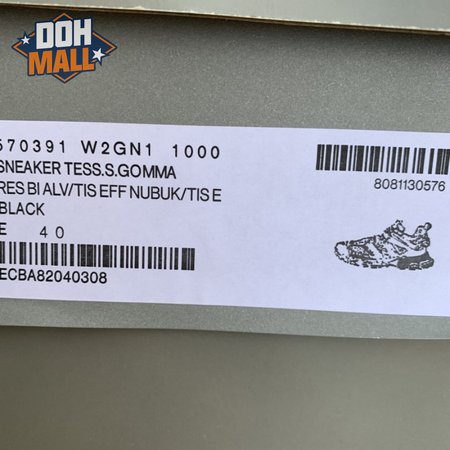 DOH
MALL
570391 W2GN1 1000
SNEAKER TESS.S.GOMMA
RES BI ALV/TIS EFF NUBUK/TIS E
BLACK
E 40
ECBA82040308
8081130576